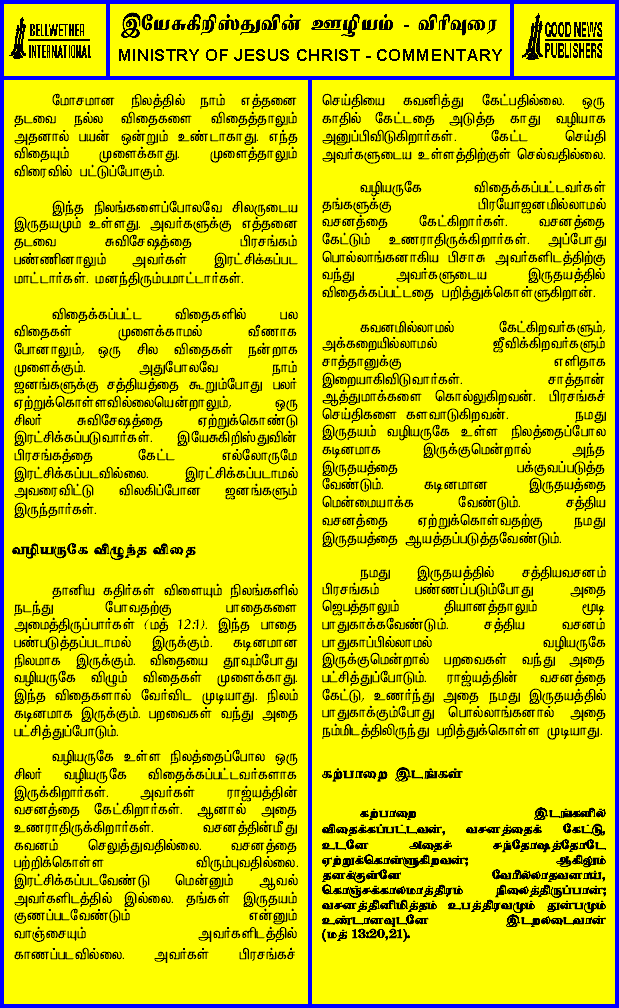 BELLWETHER
INTERNATIONAL
இயேசுகிறிஸ்துவின் ஊழியம் - விரிவுரை
MINISTRY OF JESUS CHRIST - COMMENTARY
GOOD NEWS
PUBLISHERS
மோசமான நிலத்தில் நாம் எத்தனை
தடவை நல்ல விதைகளை விதைத்தாலும்
அதனால் பயன் ஒன்றும் உண்டாகாது. எந்த
விதையும் முளைக்காது. முளைத்தாலும்
விரைவில் பட்டுப்போகும்.
இந்த நிலங்களைப்போலவே சிலருடைய
இருதயமும் உள்ளது. அவர்களுக்கு எத்தனை
தடவை சுவிசேஷத்தை பிரசங்கம்
பண்ணினாலும் அவர்கள் இரட்சிக்கப்பட
மாட்டார்கள். மனந்திரும்பமாட்டார்கள்.
விதைக்கப்பட்ட விதைகளில் பல
விதைகள் முளைக்காமல் வீணாக
போனாலும், ஒரு சில விதைகள் நன்றாக
முளைக்கும். அதுபோலவே நாம்
ஜனங்களுக்கு சத்தியத்தை கூறும்போது பலர்
ஏற்றுக்கொள்ளவில்லையென்றாலும், ஒரு
சிலர் சுவிசேஷத்தை ஏற்றுக்கொண்டு
இரட்சிக்கப்படுவார்கள். இயேசுகிறிஸ்துவின்
பிரசங்கத்தை கேட்ட எல்லோருமே
இரட்சிக்கப்படவில்லை. இரட்சிக்கப்படாமல்
அவரைவிட்டு விலகிப்போன ஜனங்களும்
இருந்தார்கள்.
வழியருகே விழுந்த விதை
தானிய கதிர்கள் விளையும் நிலங்களில்
நடந்து போவதற்கு பாதைகளை
அமைத்திருப்பார்கள் (மத் 12:1). இந்த பாதை
பண்படுத்தப்படாமல் இருக்கும். கடினமான
நிலமாக இருக்கும். விதையை தூவும்போது
வழியருகே விழும் விதைகள் முளைக்காது.
இந்த விதைகளால் வேர்விட முடியாது. நிலம்
கடினமாக இருக்கும். பறவைகள் வந்து அதை
பட்சித்துப்போடும்.
வழியருகே உள்ள நிலத்தைப்போல ஒரு
சிலர் வழியருகே விதைக்கப்பட்டவர்களாக
இருக்கிறார்கள். அவர்கள் ராஜ்யத்தின்
வசனத்தை கேட்கிறார்கள். ஆனால் அதை
உணராதிருக்கிறார்கள். வசனத்தின்மீது
கவனம் செலுத்துவதில்லை. வசனத்தை
பற்றிக்கொள்ள விரும்புவதில்லை.
இரட்சிக்கப்படவேண்டு மென்னும் ஆவல்
அவர்களிடத்தில் இல்லை. தங்கள் இருதயம்
குணப்படவேண்டும் என்னும்
வாஞ்சையும் அவர்களிடத்தில்
காணப்படவில்லை. அவர்கள் பிரசங்கச்
செய்தியை கவனித்து கேட்பதில்லை. ஒரு
காதில் கேட்டதை அடுத்த காது வழியாக
அனுப்பிவிடுகிறார்கள். கேட்ட செய்தி
அவர்களுடைய உள்ளத்திற்குள் செல்வதில்லை.
வழியருகே விதைக்கப்பட்டவர்கள்
தங்களுக்கு பிரயோஜனமில்லாமல்
வசனத்தை கேட்கிறார்கள். வசனத்தை
கேட்டும் உணராதிருக்கிறார்கள். அப்போது
பொல்லாங்கனாகிய பிசாசு அவர்களிடத்திற்கு
வந்து அவர்களுடைய இருதயத்தில்
விதைக்கப்பட்டதை பறித்துக்கொள்ளுகிறான்.
கவனமில்லாமல் கேட்கிறவர்களும்,
அக்கறையில்லாமல் ஜீவிக்கிறவர்களும்
சாத்தானுக்கு எளிதாக
இறையாகிவிடுவார்கள். சாத்தான்
ஆத்துமாக்களை கொல்லுகிறவன். பிரசங்கச்
செய்திகளை களவாடுகிறவன். நமது
இருதயம் வழியருகே உள்ள நிலத்தைப்போல
கடினமாக இருக்குமென்றால் அந்த
இருதயத்தை பக்குவப்படுத்த
வேண்டும். கடினமான இருதயத்தை
மென்மையாக்க வேண்டும். சத்திய
வசனத்தை ஏற்றுக்கொள்வதற்கு நமது
இருதயத்தை ஆயத்தப்படுத்தவேண்டும்.
நமது இருதயத்தில் சத்தியவசனம்
பிரசங்கம் பண்ணப்படும்போது அதை
ஜெபத்தாலும் தியானத்தாலும் மூடி
பாதுகாக்கவேண்டும். சத்திய வசனம்
பாதுகாப்பில்லாமல் வழியருகே
இருக்குமென்றால் பறவைகள் வந்து அதை
பட்சித்துப்போடும். ராஜ்யத்தின் வசனத்தை
கேட்டு, உணர்ந்து அதை நமது இருதயத்தில்
பாதுகாக்கும்போது பொல்லாங்கனால் அதை
நம்மிடத்திலிருந்து பறித்துக்கொள்ள முடியாது.
கற்பாறை இடங்கள்
கற்பாறை இடங்களில்
விதைக்கப்பட்டவன், வசனத்தைக் கேட்டு,
உடனே அதைச் சந்தோஷத்தோடே
ஏற்றுக்கொள்ளுகிறவன்; ஆகிலும்
தனக்குள்ளே வேரில்லாதவனாய்,
கொஞ்சக்காலமாத்திரம் நிலைத்திருப்பான்;
வசனத்தினிமித்தம் உபத்திரவமும் துன்பமும்
உண்டானவுடனே இடறலடைவான்
(மத் 13:20,21).